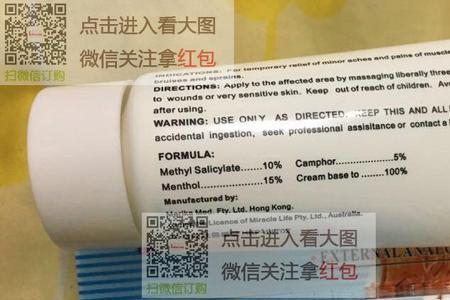 点击进入看大图
微信关注拿红包
扫微信订购
INDICATIONS: For temporary relief of minor aches and pains of muscle
bruises and sprains.
DIRECTIONS: Apply to the affected area by massaging liberally three
to wounds or very sensitive skin. Keep out of reach of children. Avo
after using.
WARNING: USE ONLY AS DIRECTED. KEEP THIS AND ALL
accidental ingestion, seek professional assisitance or contact a
FORMULA:
Methyl Salicylate......10%
Camphor...............5%
Menthol................15%
Cream base to ........100%
Manufactured by:
Med. Pty. Ltd. Hong Kong.
Licence of Miracle Life Pty. Ltd., Australia.
点击进入看大图
微信关注拿红包
扫微信订购
EXTERNAL ANAL